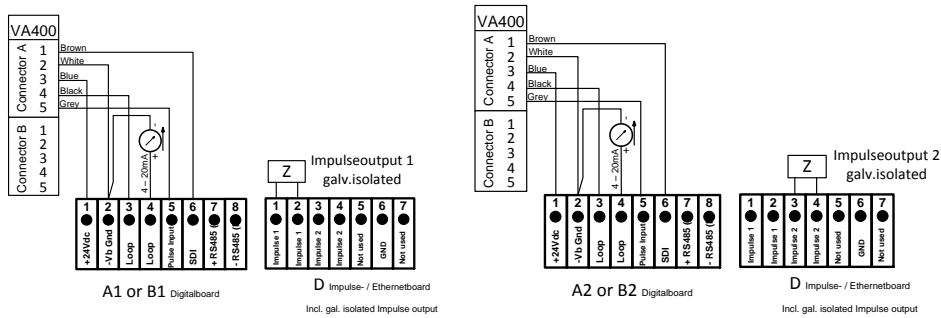 VA400
Connector A
1 Brown
2 White
3 Blue
4 Black
5 Grey
Connector B
1
2
3
4
5
-
+
4 – 20mA
1 2 3 4 5 6 7 8
+24Vdc
-Vb Gnd
Loop
Loop
Pulse Input
SDI
+ RS485 (
- RS485 (
A1 or B1 Digitalboard
Z
Impulseoutput 1
galv.isolated
1 2 3 4 5 6 7
Impulse 1
Impulse 1
Impulse 2
Impulse 2
Not used
GND
Not used
D Impulse- / Ethernetboard
Incl. gal. isolated Impulse output
VA400
Connector A
1 Brown
2 White
3 Blue
4 Black
5 Grey
Connector B
1
2
3
4
5
-
+
4 – 20mA
1 2 3 4 5 6 7 8
+24Vdc
-Vb Gnd
Loop
Loop
Pulse Input
SDI
+ RS485 (
- RS485 (
A2 or B2 Digitalboard
Z
Impulseoutput 2
galv.isolated
1 2 3 4 5 6 7
Impulse 1
Impulse 1
Impulse 2
Impulse 2
Not used
GND
Not used
D Impulse- / Ethernetboard
Incl. gal. isolated Impulse output